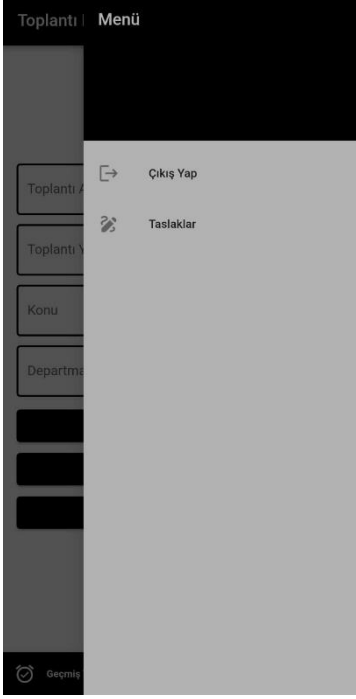 Toplantı
Menü
Çıkış Yap
Taslaklar
Toplantı
Toplantı
Konu
Departma
Geçmiş